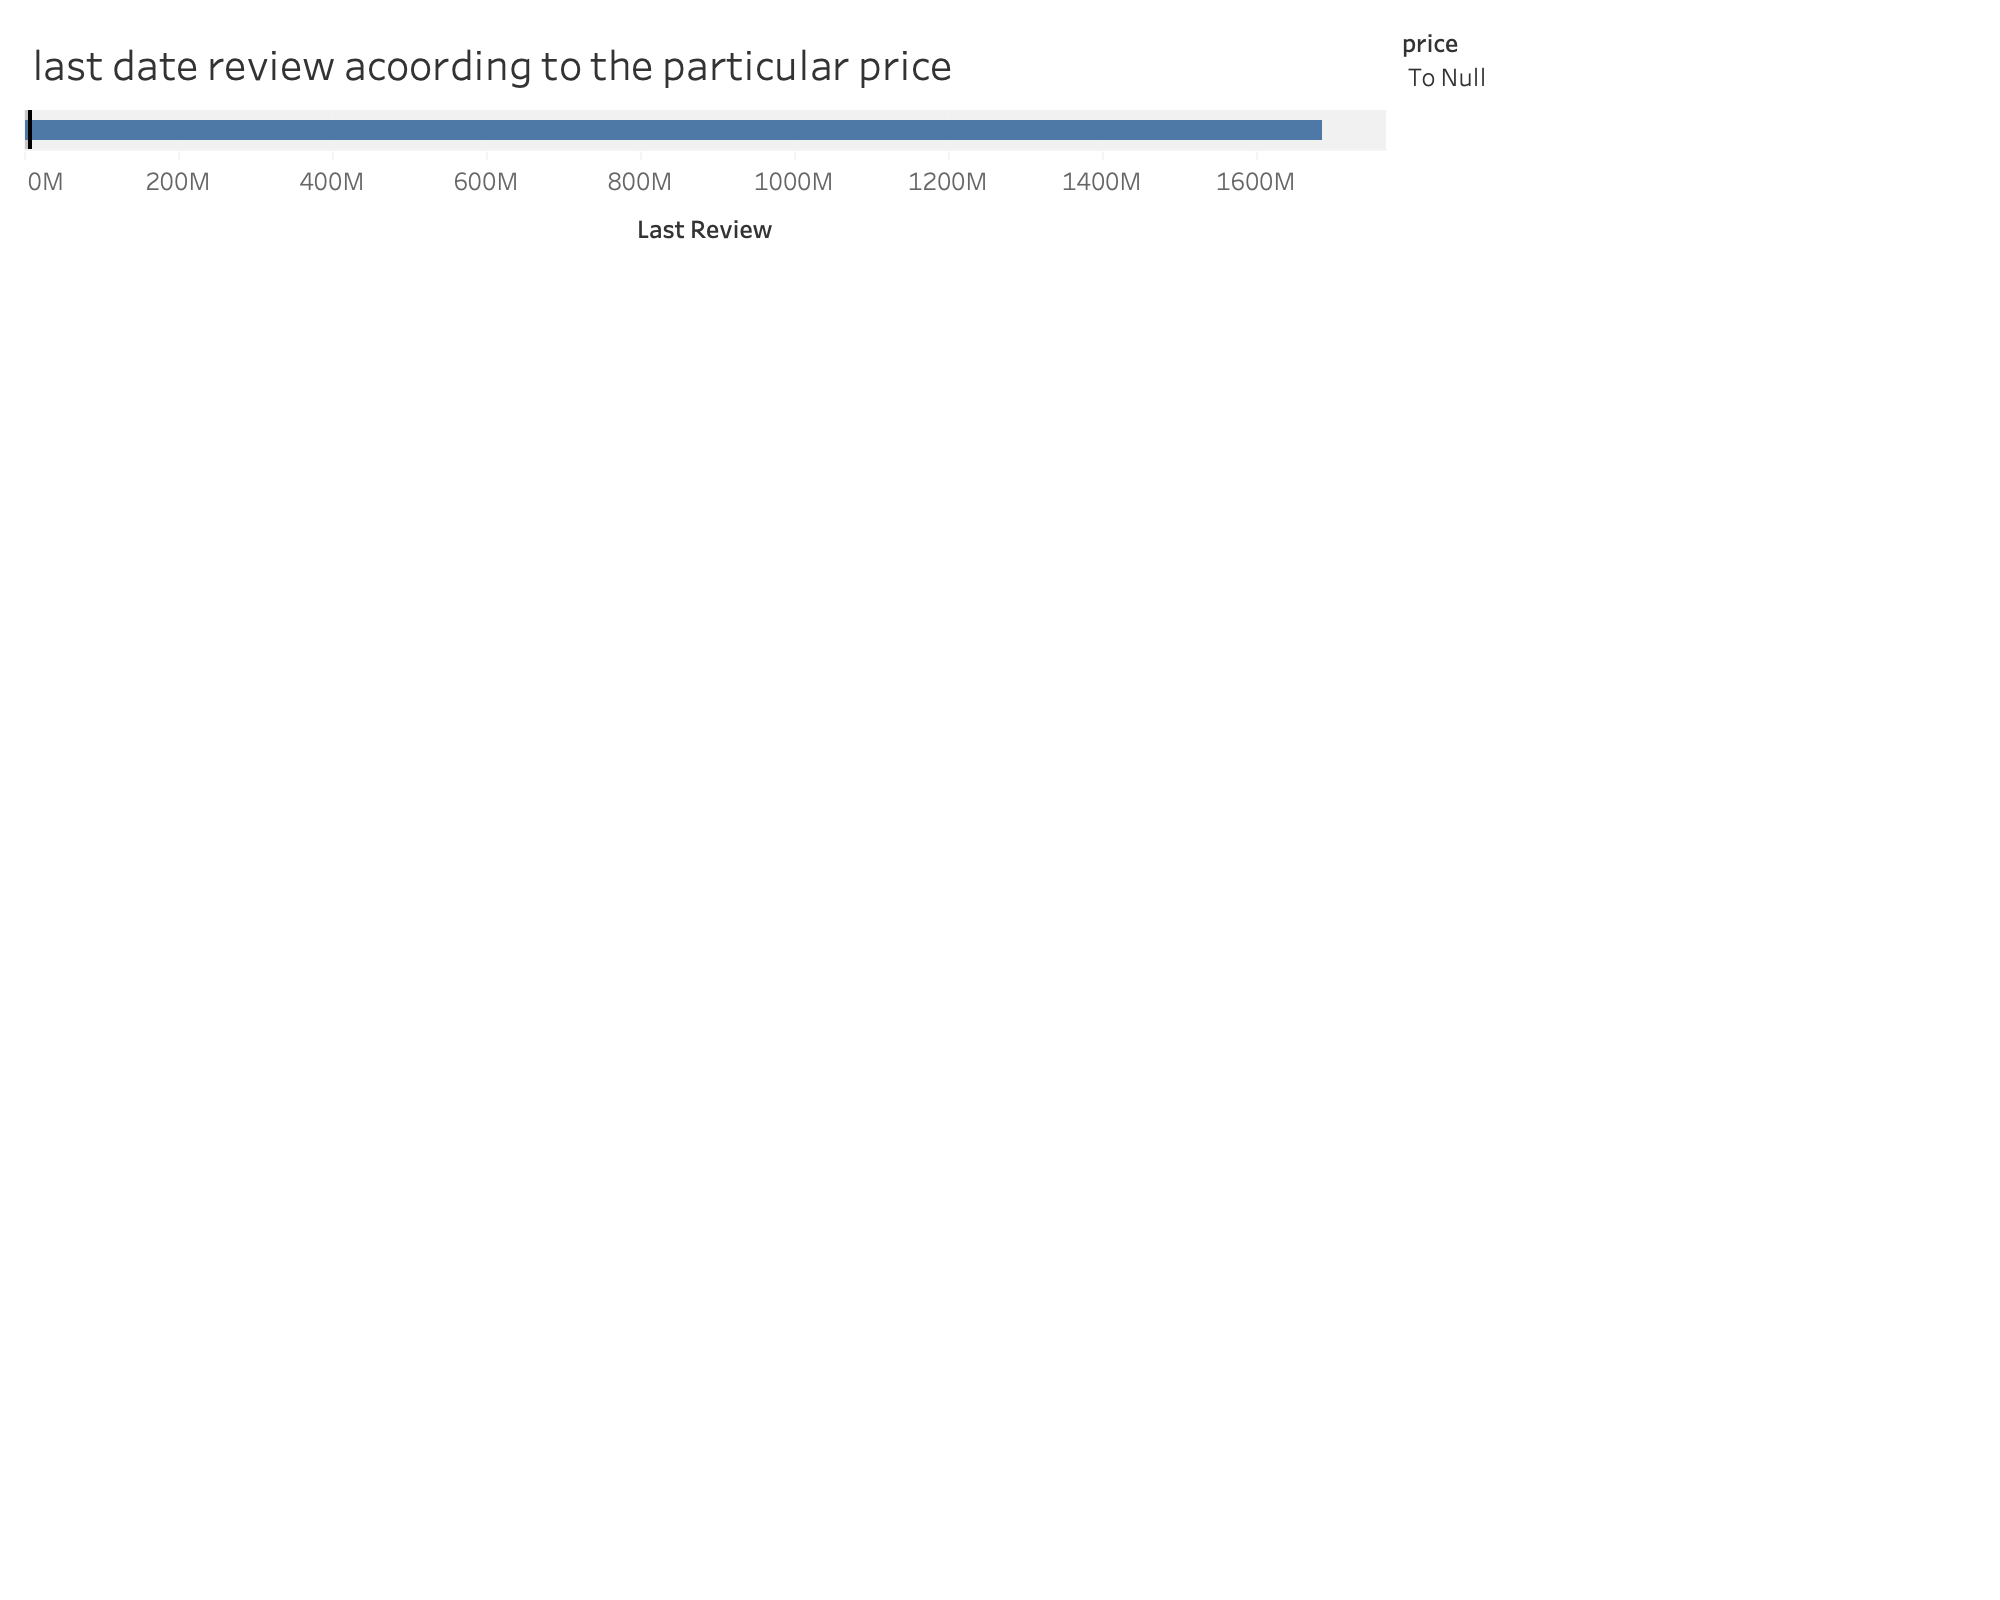 last date review acoording to the particular price
0M 200M 400M 600M 800M 1000M 1200M 1400M 1600M
Last Review
price
To Null